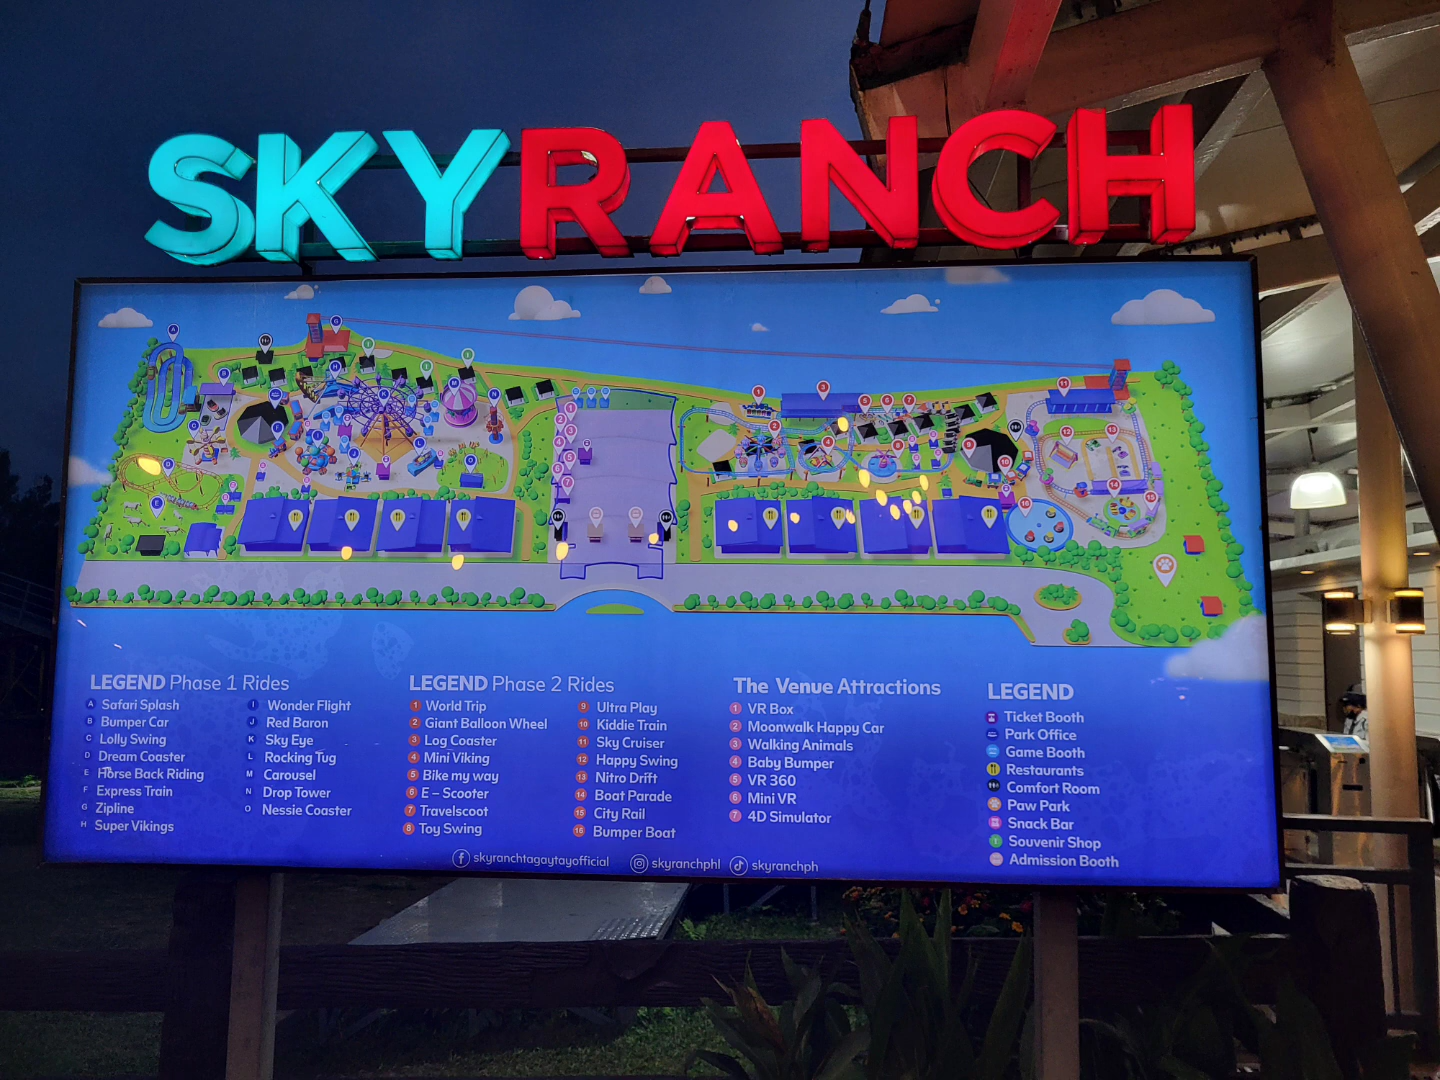 SKYRANCH
LEGEND Phase 1 Rides
A Safari Splash
B Bumper Car
C Lolly Swing
D Dream Coaster
E Horse Back Riding
F Express Train
G Zipline
H Super Vikings
I Wonder Flight
J Red Baron
K Sky Eye
L Rocking Tug
M Carousel
N Drop Tower
O Nessie Coaster
LEGEND Phase 2 Rides
1 World Trip
2 Giant Balloon Wheel
3 Log Coaster
4 Mini Viking
5 Bike my way
6 E – Scooter
7 Travelscoot
8 Toy Swing
9 Ultra Play
10 Kiddie Train
11 Sky Cruiser
12 Happy Swing
13 Nitro Drift
14 Boat Parade
15 City Rail
16 Bumper Boat
The Venue Attractions
1 VR Box
2 Moonwalk Happy Car
3 Walking Animals
4 Baby Bumper
5 VR 360
6 Mini VR
7 4D Simulator
LEGEND
Ticket Booth
Park Office
Game Booth
Restaurants
Comfort Room
Paw Park
Snack Bar
Souvenir Shop
Admission Booth
skyranchtagaytayofficial skyranchphl skyranchph